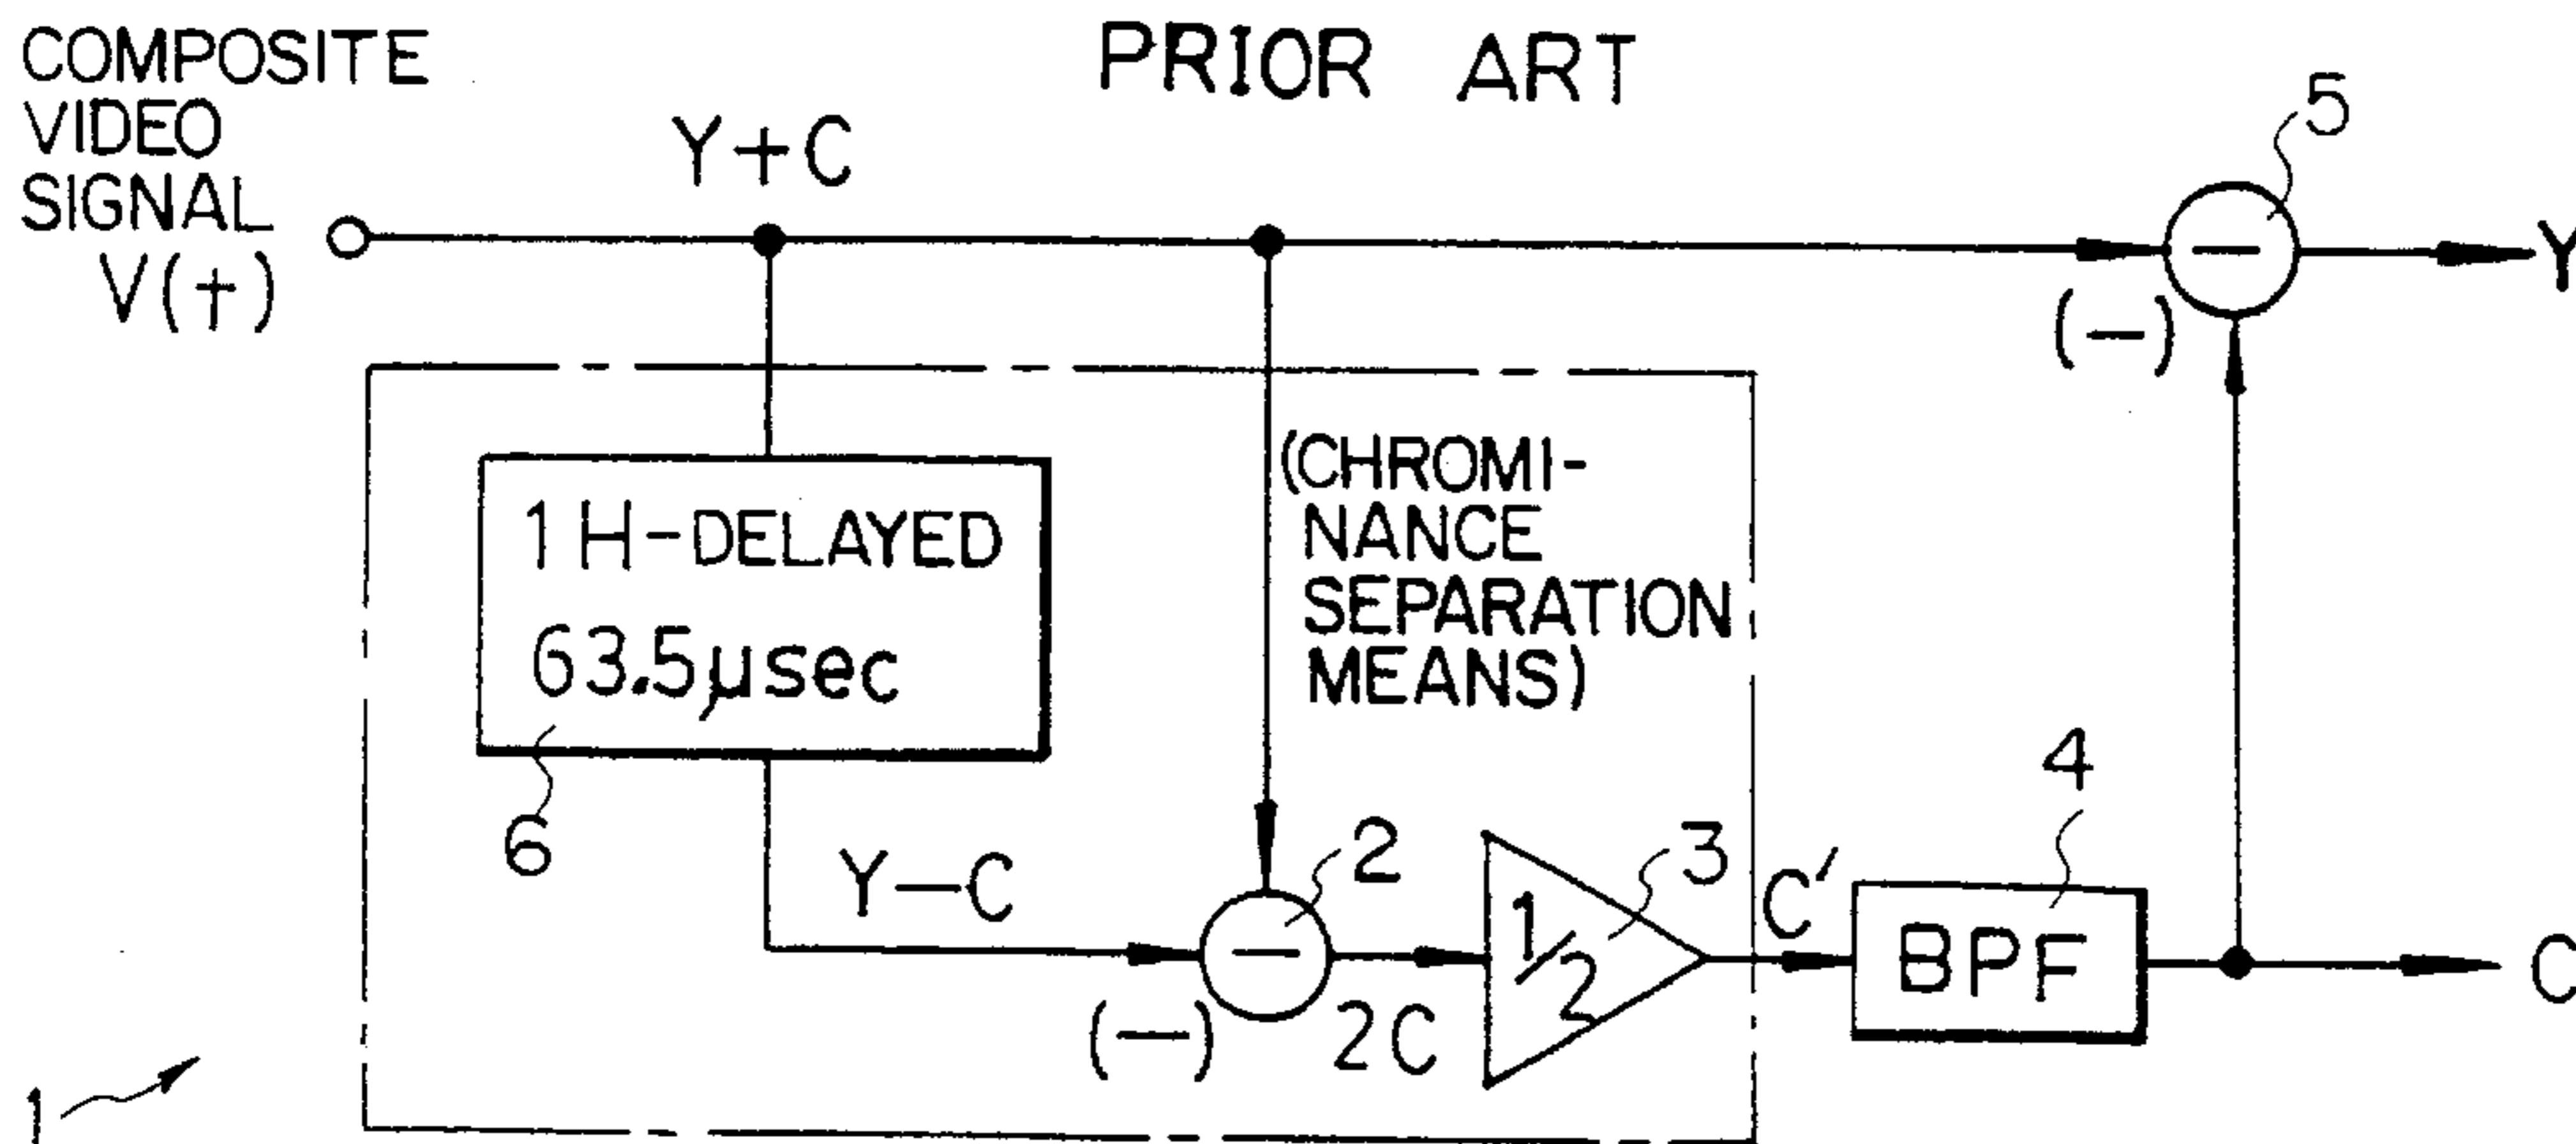 PRIOR ART
COMPOSITE
VIDEO
SIGNAL
V(+)
Y+C
5
Y
(−)
1H-DELAYED
63.5μsec
6
(CHROMI-
NANCE
SEPARATION
MEANS)
Y−C
−
(−)
2
2C
1/2
3
C′
4
BPF
−
C
1